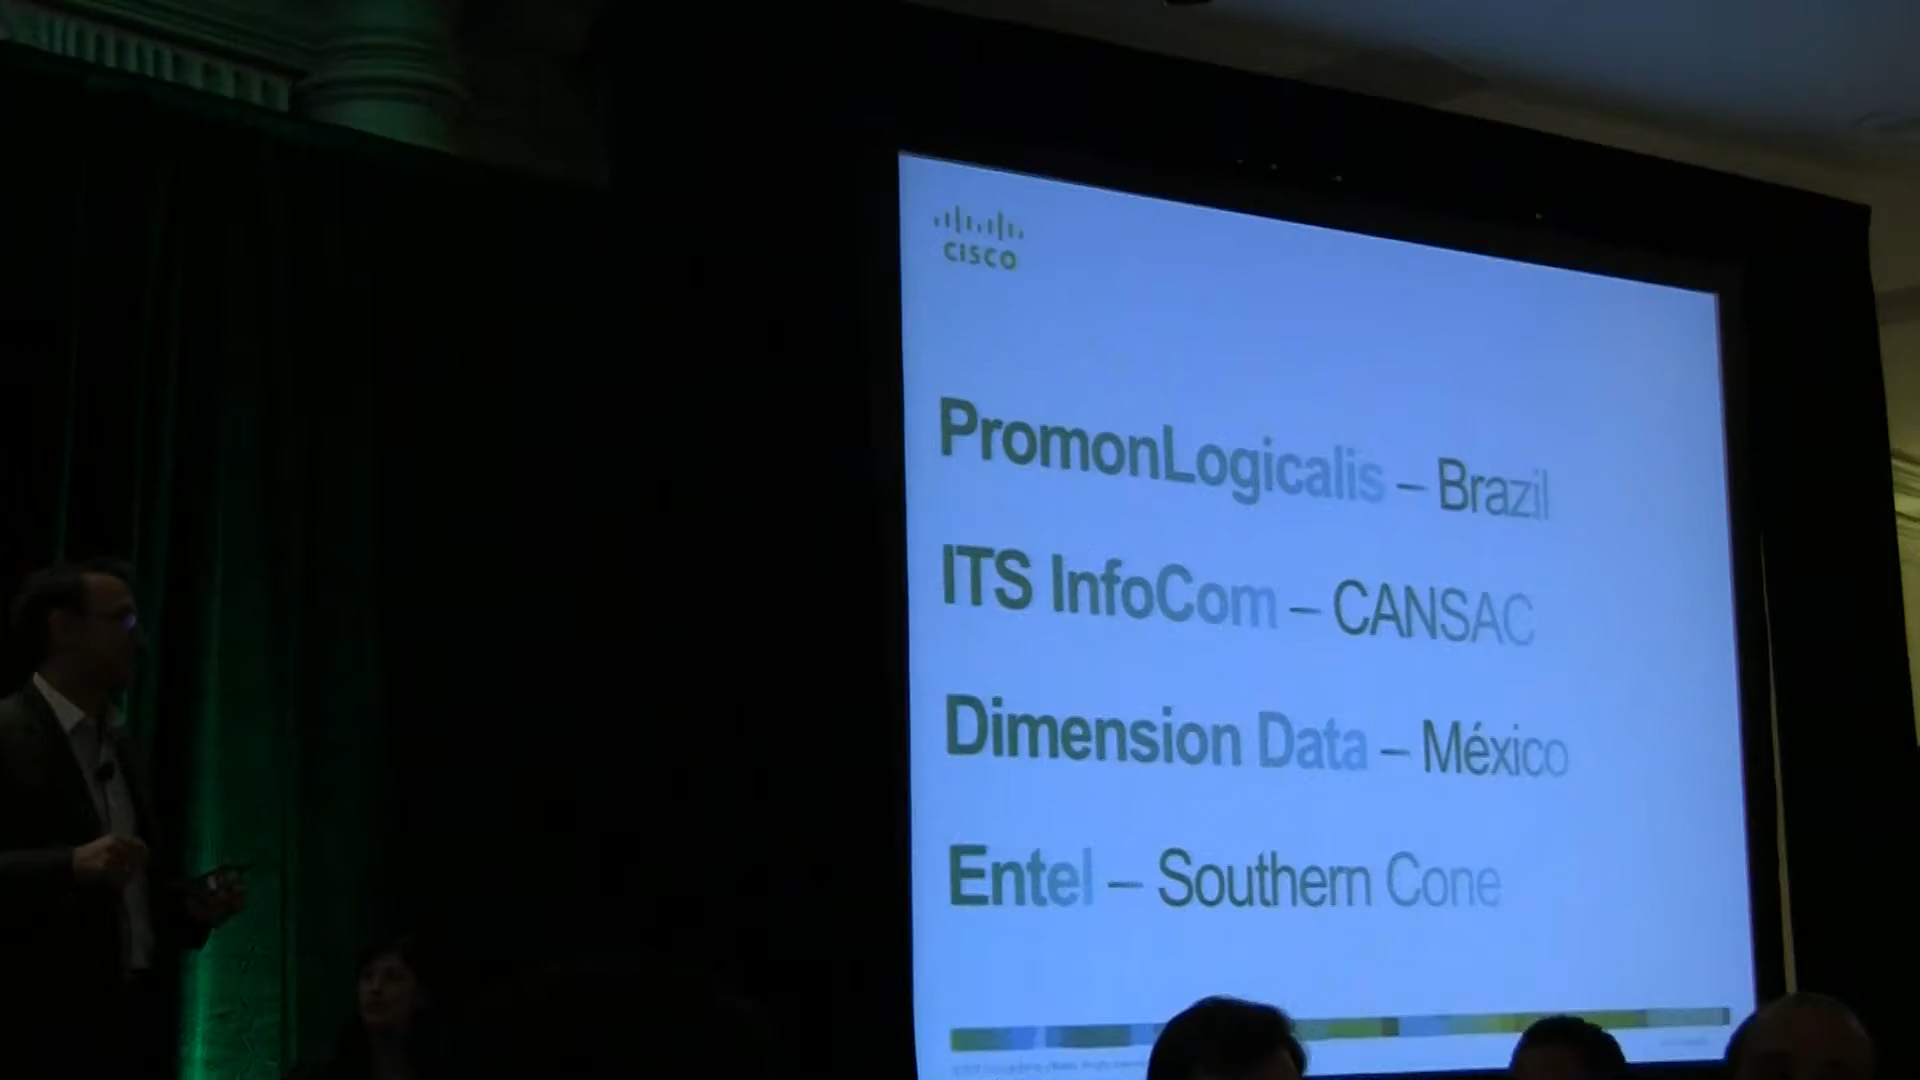 CISCO
PromonLogicalis – Brazil
ITS InfoCom – CANSAC
Dimension Data – México
Entel – Southern Cone